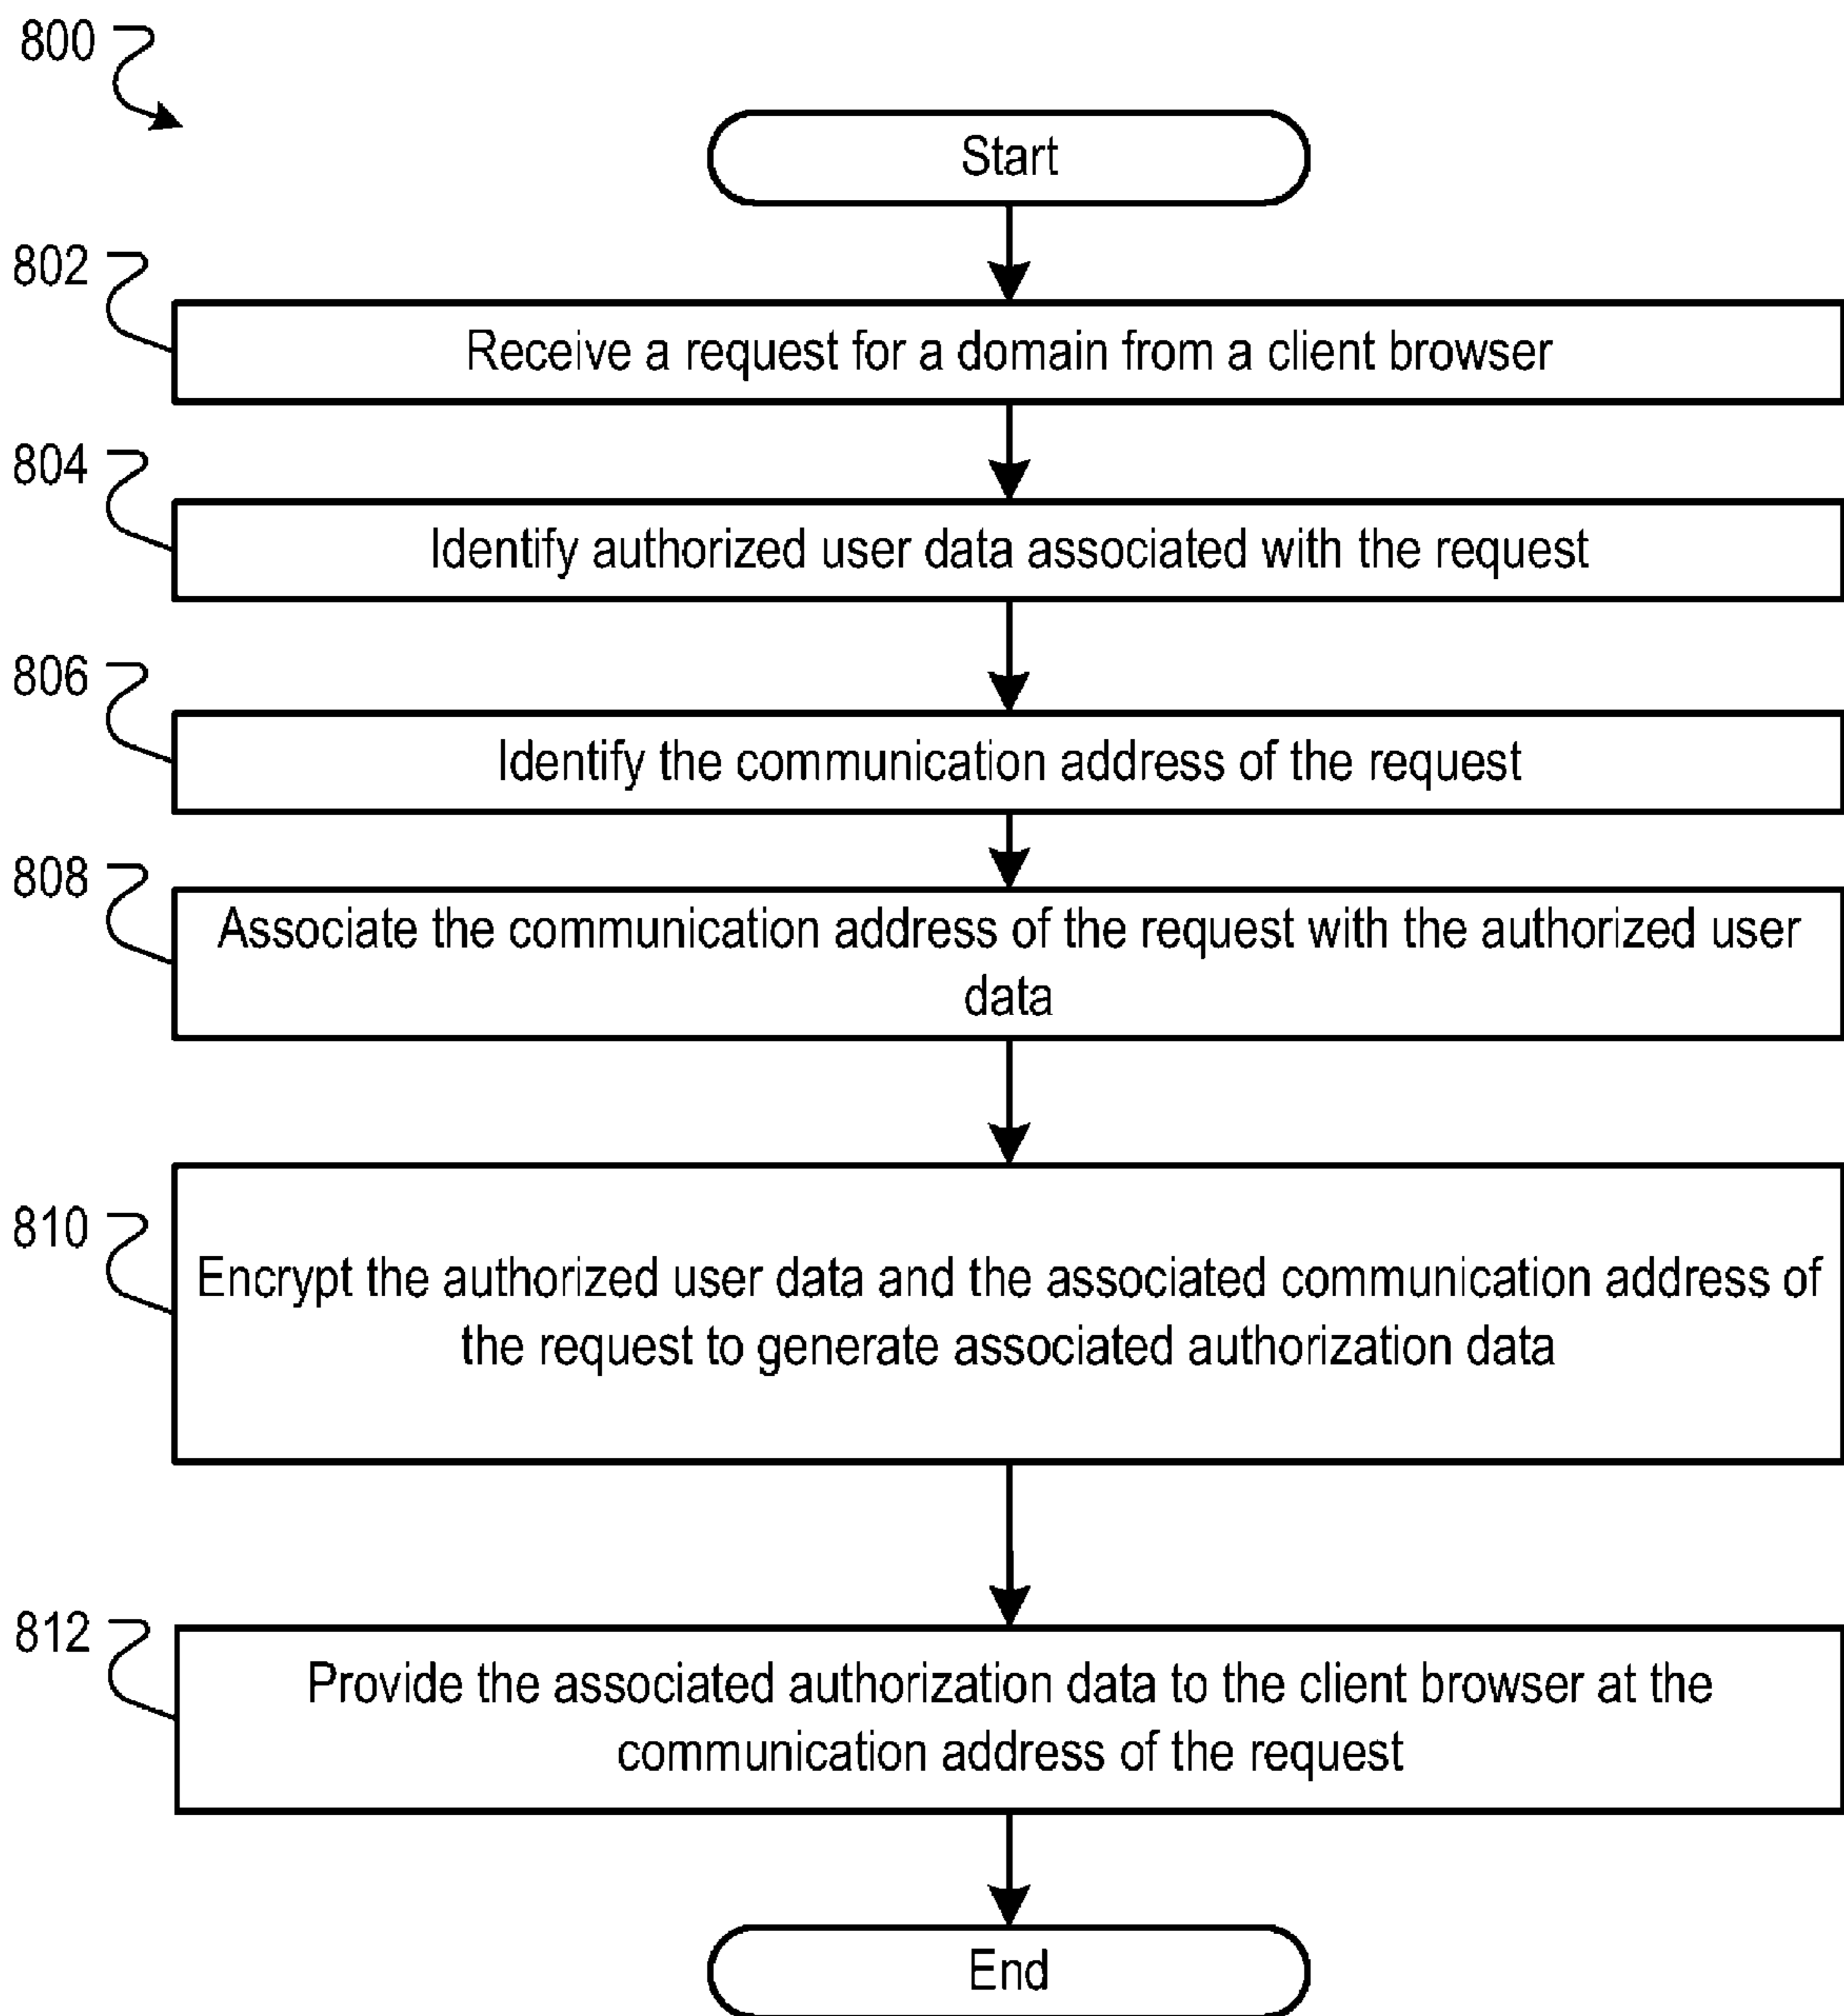 800
Start
802
Receive a request for a domain from a client browser
804
Identify authorized user data associated with the request
806
Identify the communication address of the request
808
Associate the communication address of the request with the authorized user
data
810
Encrypt the authorized user data and the associated communication address of
the request to generate associated authorization data
812
Provide the associated authorization data to the client browser at the
communication address of the request
End